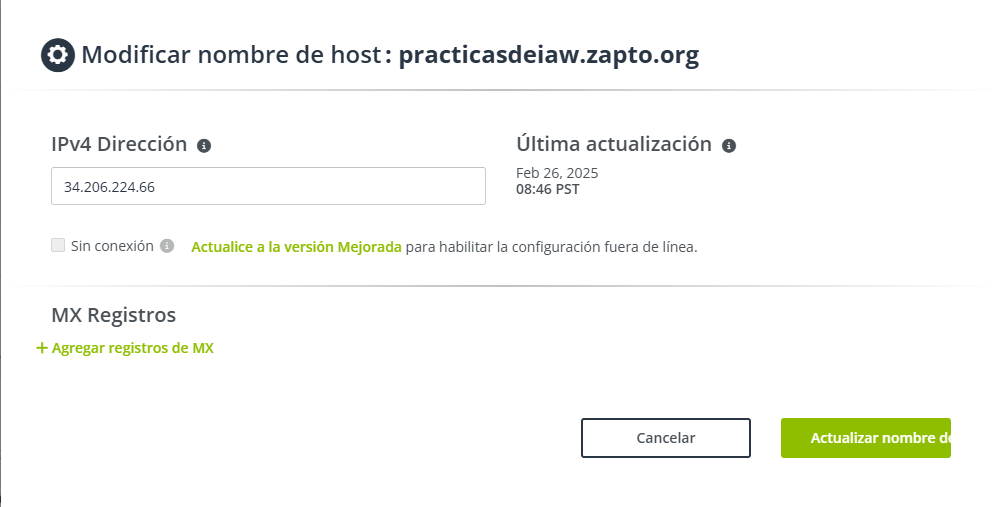 Modificar nombre de host: practicasdeiaw.zapto.org
IPv4 Dirección
34.206.224.66
Última actualización
Feb 26, 2025
08:46 PST
Sin conexión
Actualice a la versión Mejorada para habilitar la configuración fuera de línea.
MX Registros
+ Agregar registros de MX
Cancelar
Actualizar nombre de